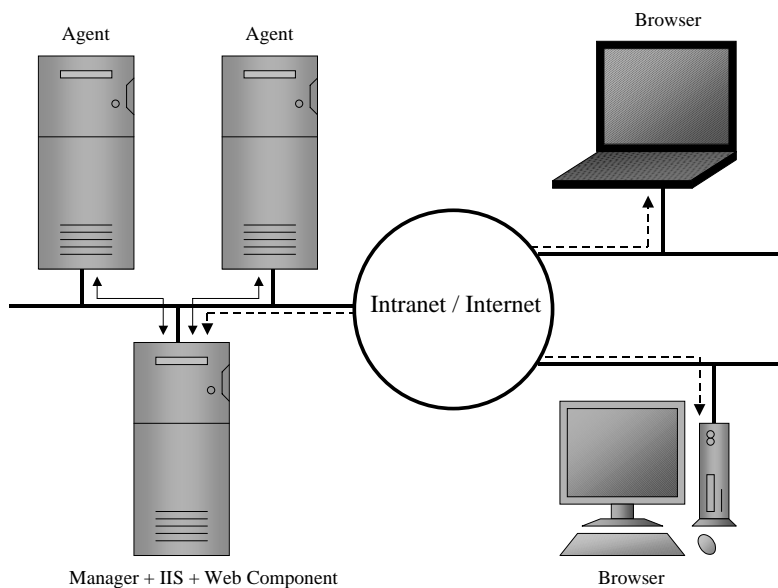 Agent
Agent
Browser
Intranet / Internet
Manager + IIS + Web Component
Browser